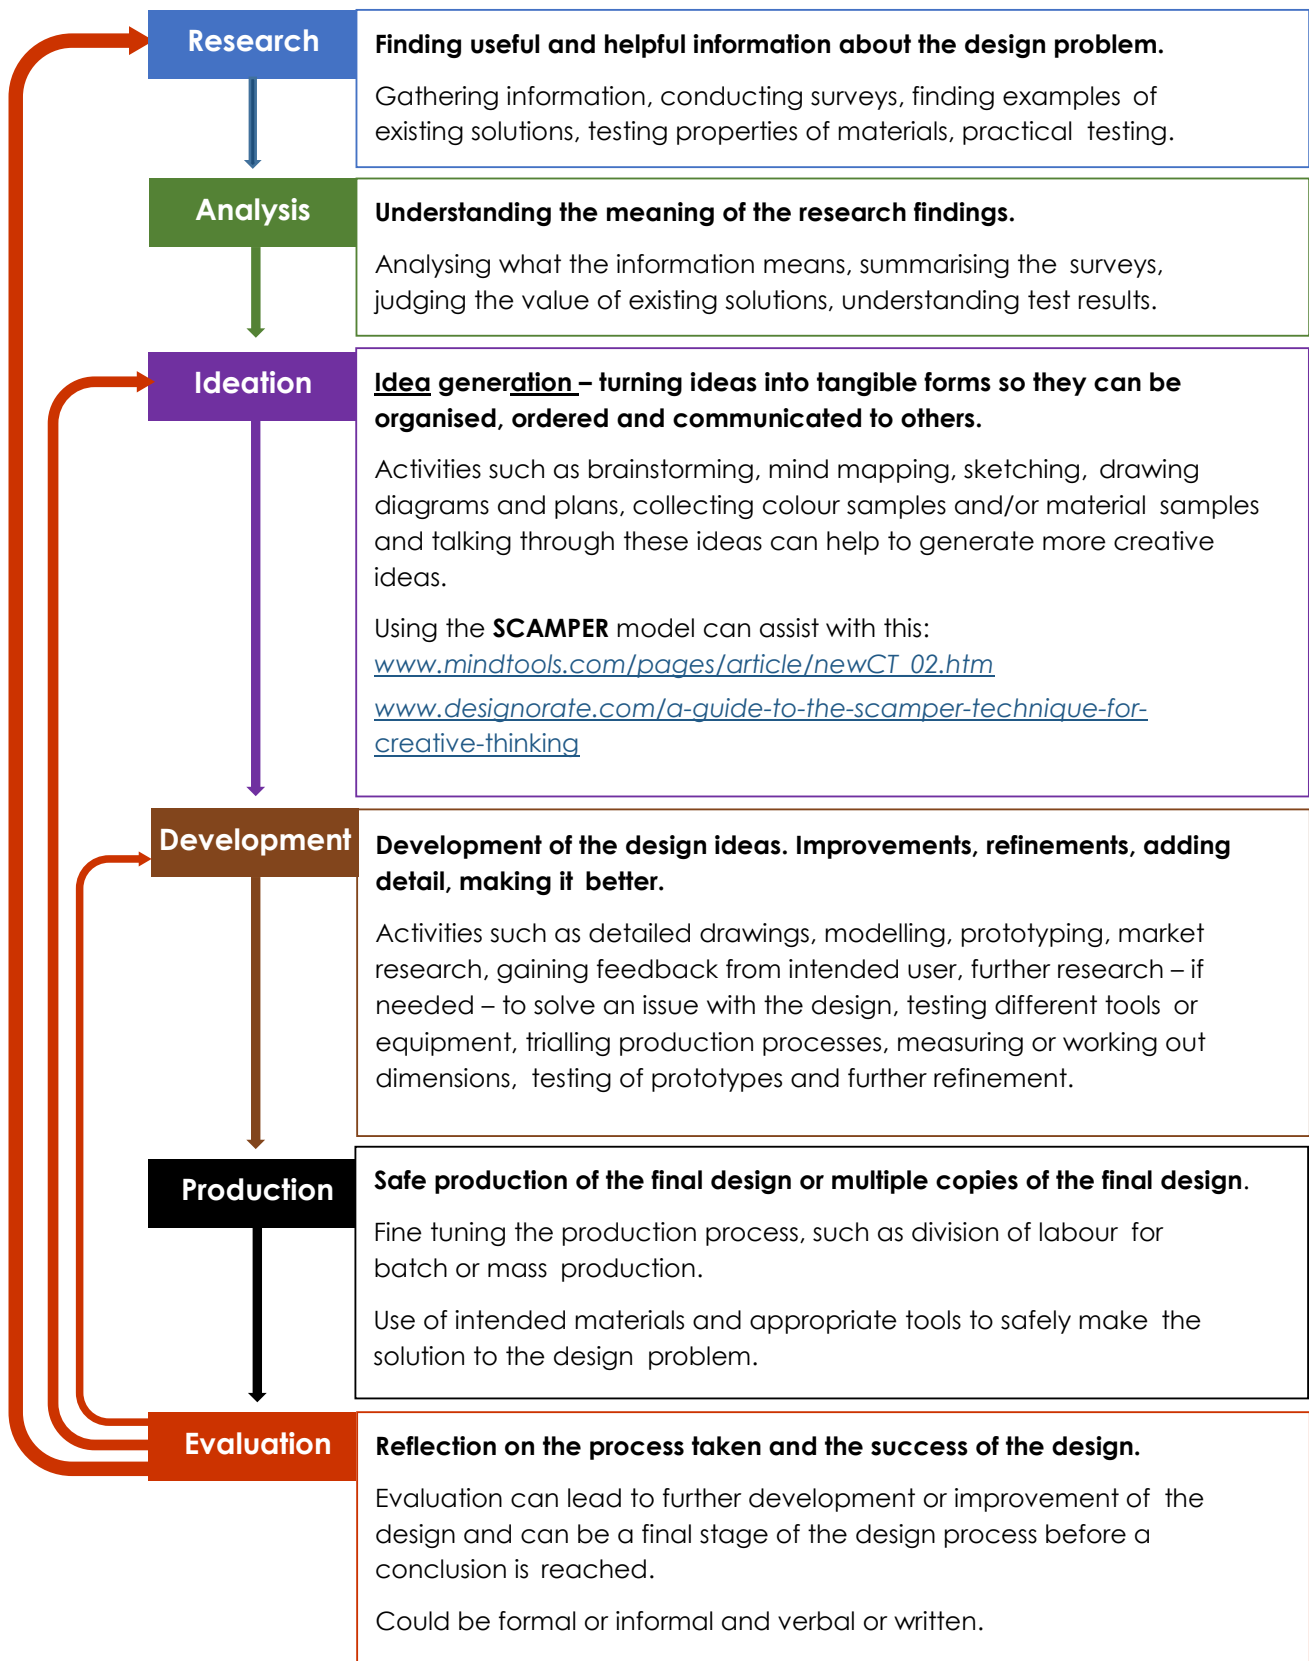 Research
Finding useful and helpful information about the design problem.
Gathering information, conducting surveys, finding examples of
existing solutions, testing properties of materials, practical testing.
Analysis
Understanding the meaning of the research findings.
Analysing what the information means, summarising the surveys,
judging the value of existing solutions, understanding test results.
Ideation
Idea generation – turning ideas into tangible forms so they can be
organised, ordered and communicated to others.
Activities such as brainstorming, mind mapping, sketching, drawing
diagrams and plans, collecting colour samples and/or material samples
and talking through these ideas can help to generate more creative
ideas.
Using the SCAMPER model can assist with this:
www.mindtools.com/pages/article/newCT_02.htm
www.designorate.com/a-guide-to-the-scamper-technique-for-
creative-thinking
Development
Development of the design ideas. Improvements, refinements, adding
detail, making it better.
Activities such as detailed drawings, modelling, prototyping, market
research, gaining feedback from intended user, further research – if
needed – to solve an issue with the design, testing different tools or
equipment, trialling production processes, measuring or working out
dimensions, testing of prototypes and further refinement.
Production
Safe production of the final design or multiple copies of the final design.
Fine tuning the production process, such as division of labour for
batch or mass production.
Use of intended materials and appropriate tools to safely make the
solution to the design problem.
Evaluation
Reflection on the process taken and the success of the design.
Evaluation can lead to further development or improvement of the
design and can be a final stage of the design process before a
conclusion is reached.
Could be formal or informal and verbal or written.